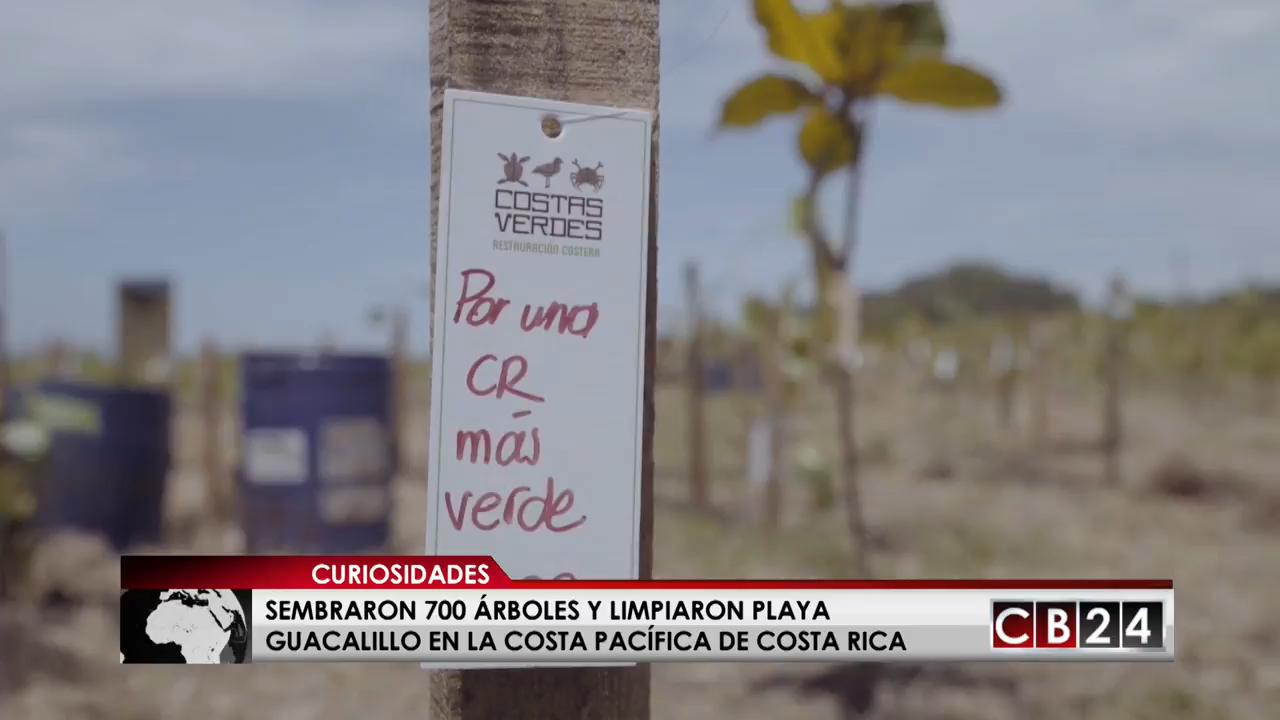 COSTAS
VERDES
RESTAURACIÓN COSTERA
Por una
CR
más
verde
CURIOSIDADES
SEMBRARON 700 ÁRBOLES Y LIMPIARON PLAYA
GUACALILLO EN LA COSTA PACÍFICA DE COSTA RICA
CB24